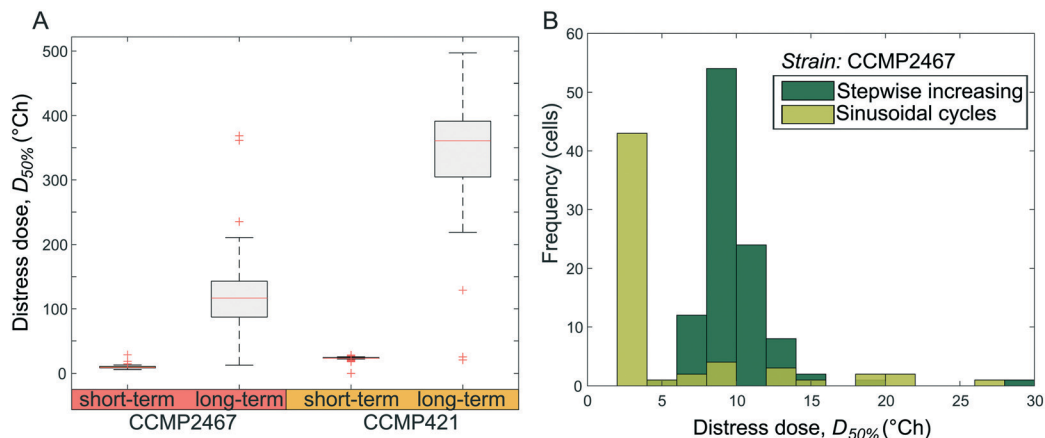 A
Distress dose, D50% (°Ch)
500
400
300
200
100
0
short-term long-term short-term long-term
CCMP2467 CCMP421
B
Frequency (cells)
60
50
40
30
20
10
0
Strain: CCMP2467
Stepwise increasing
Sinusoidal cycles
0 5 10 15 20 25 30
Distress dose, D50% (°Ch)